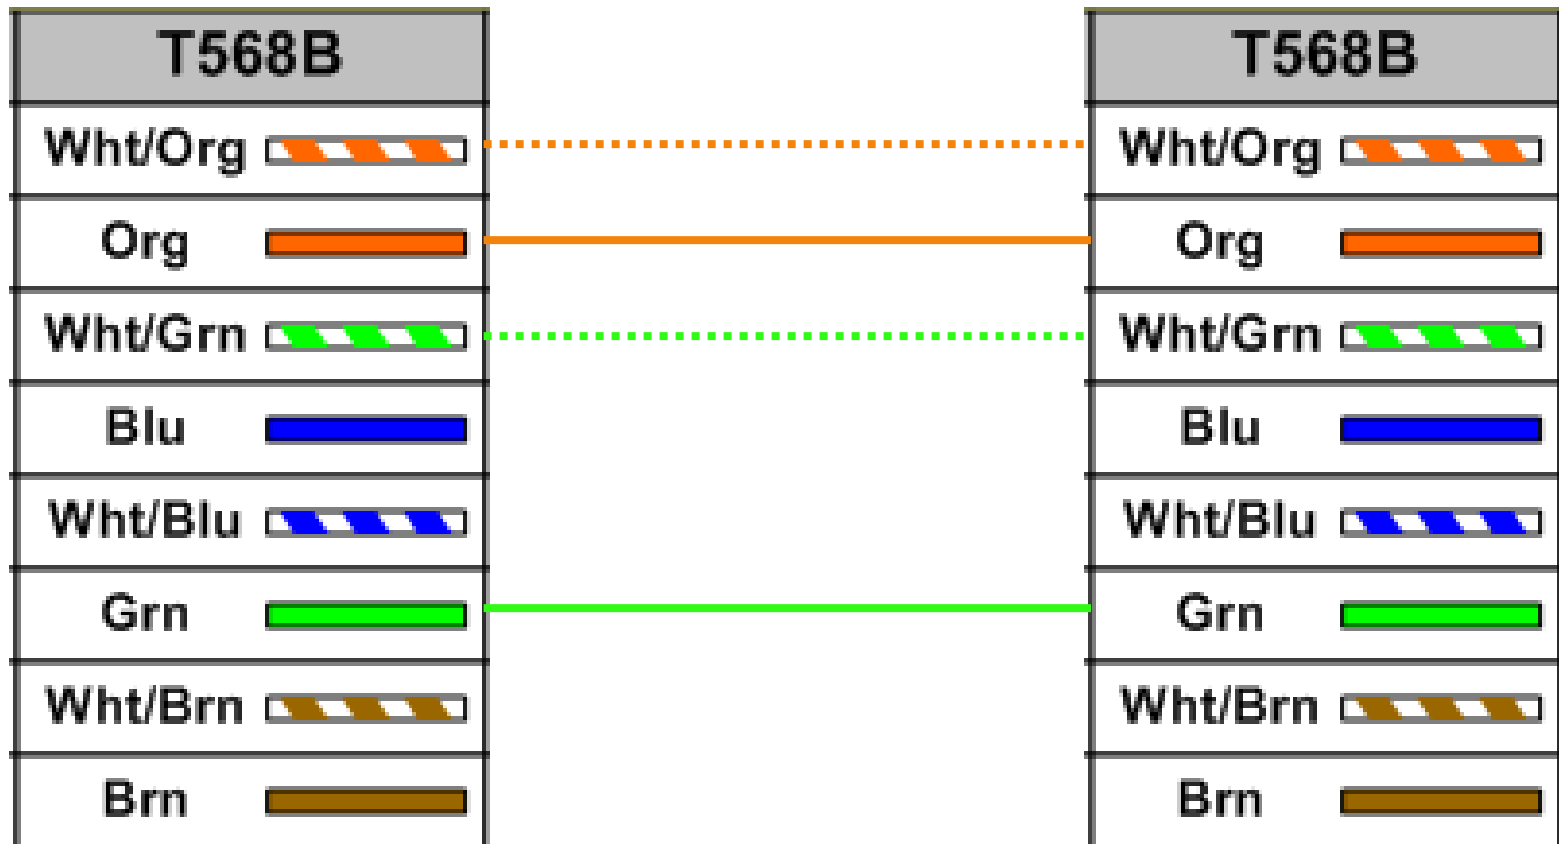 T568B T568B
Wht/Org Wht/Org
Org Org
Wht/Grn Wht/Grn
Blu Blu
Wht/Blu Wht/Blu
Grn Grn
Wht/Brn Wht/Brn
Brn Brn